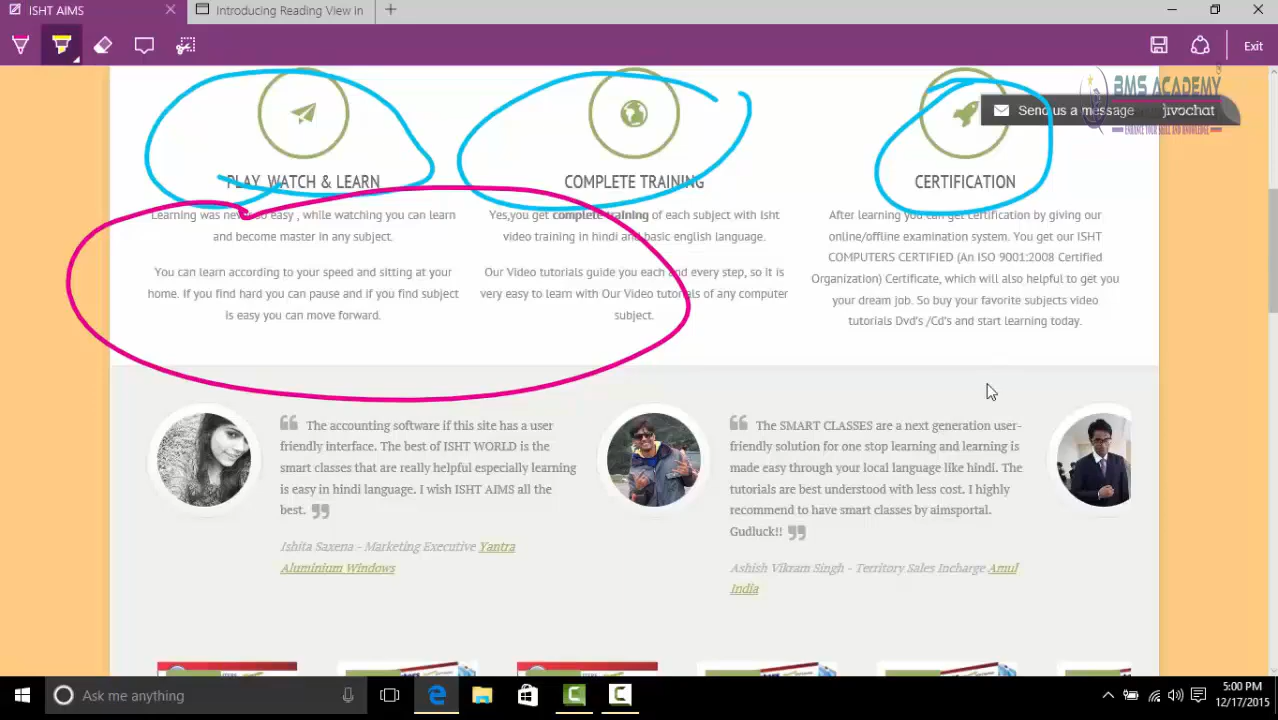 ISHT AIMS
Introducing Reading View in
Exit
BMS ACADEMY
Send us a message jivochat
ENHANCE YOUR SKILL AND KNOWLEDGE
PLAY, WATCH & LEARN
Learning was never so easy , while watching you can learn
and become master in any subject.
You can learn according to your speed and sitting at your
home. If you find hard you can pause and if you find subject
is easy you can move forward.
COMPLETE TRAINING
Yes,you get complete training of each subject with Isht
video training in hindi and basic english language.
Our Video tutorials guide you each and every step, so it is
very easy to learn with Our Video tutorials of any computer
subject.
CERTIFICATION
After learning you can get certification by giving our
online/offline examination system. You get our ISHT
COMPUTERS CERTIFIED (An ISO 9001:2008 Certified
Organization) Certificate, which will also helpful to get you
your dream job. So buy your favorite subjects video
tutorials Dvd's /Cd's and start learning today.
The accounting software if this site has a user
friendly interface. The best of ISHT WORLD is the
smart classes that are really helpful especially learning
is easy in hindi language. I wish ISHT AIMS all the
best.
Ishita Saxena - Marketing Executive Yantra
Aluminium Windows
The SMART CLASSES are a next generation user-
friendly solution for one stop learning and learning is
made easy through your local language like hindi. The
tutorials are best understood with less cost. I highly
recommend to have smart classes by aimsportal.
Gudluck!!
Ashish Vikram Singh - Territory Sales Incharge Amul
India
Ask me anything
5:00 PM
12/17/2015